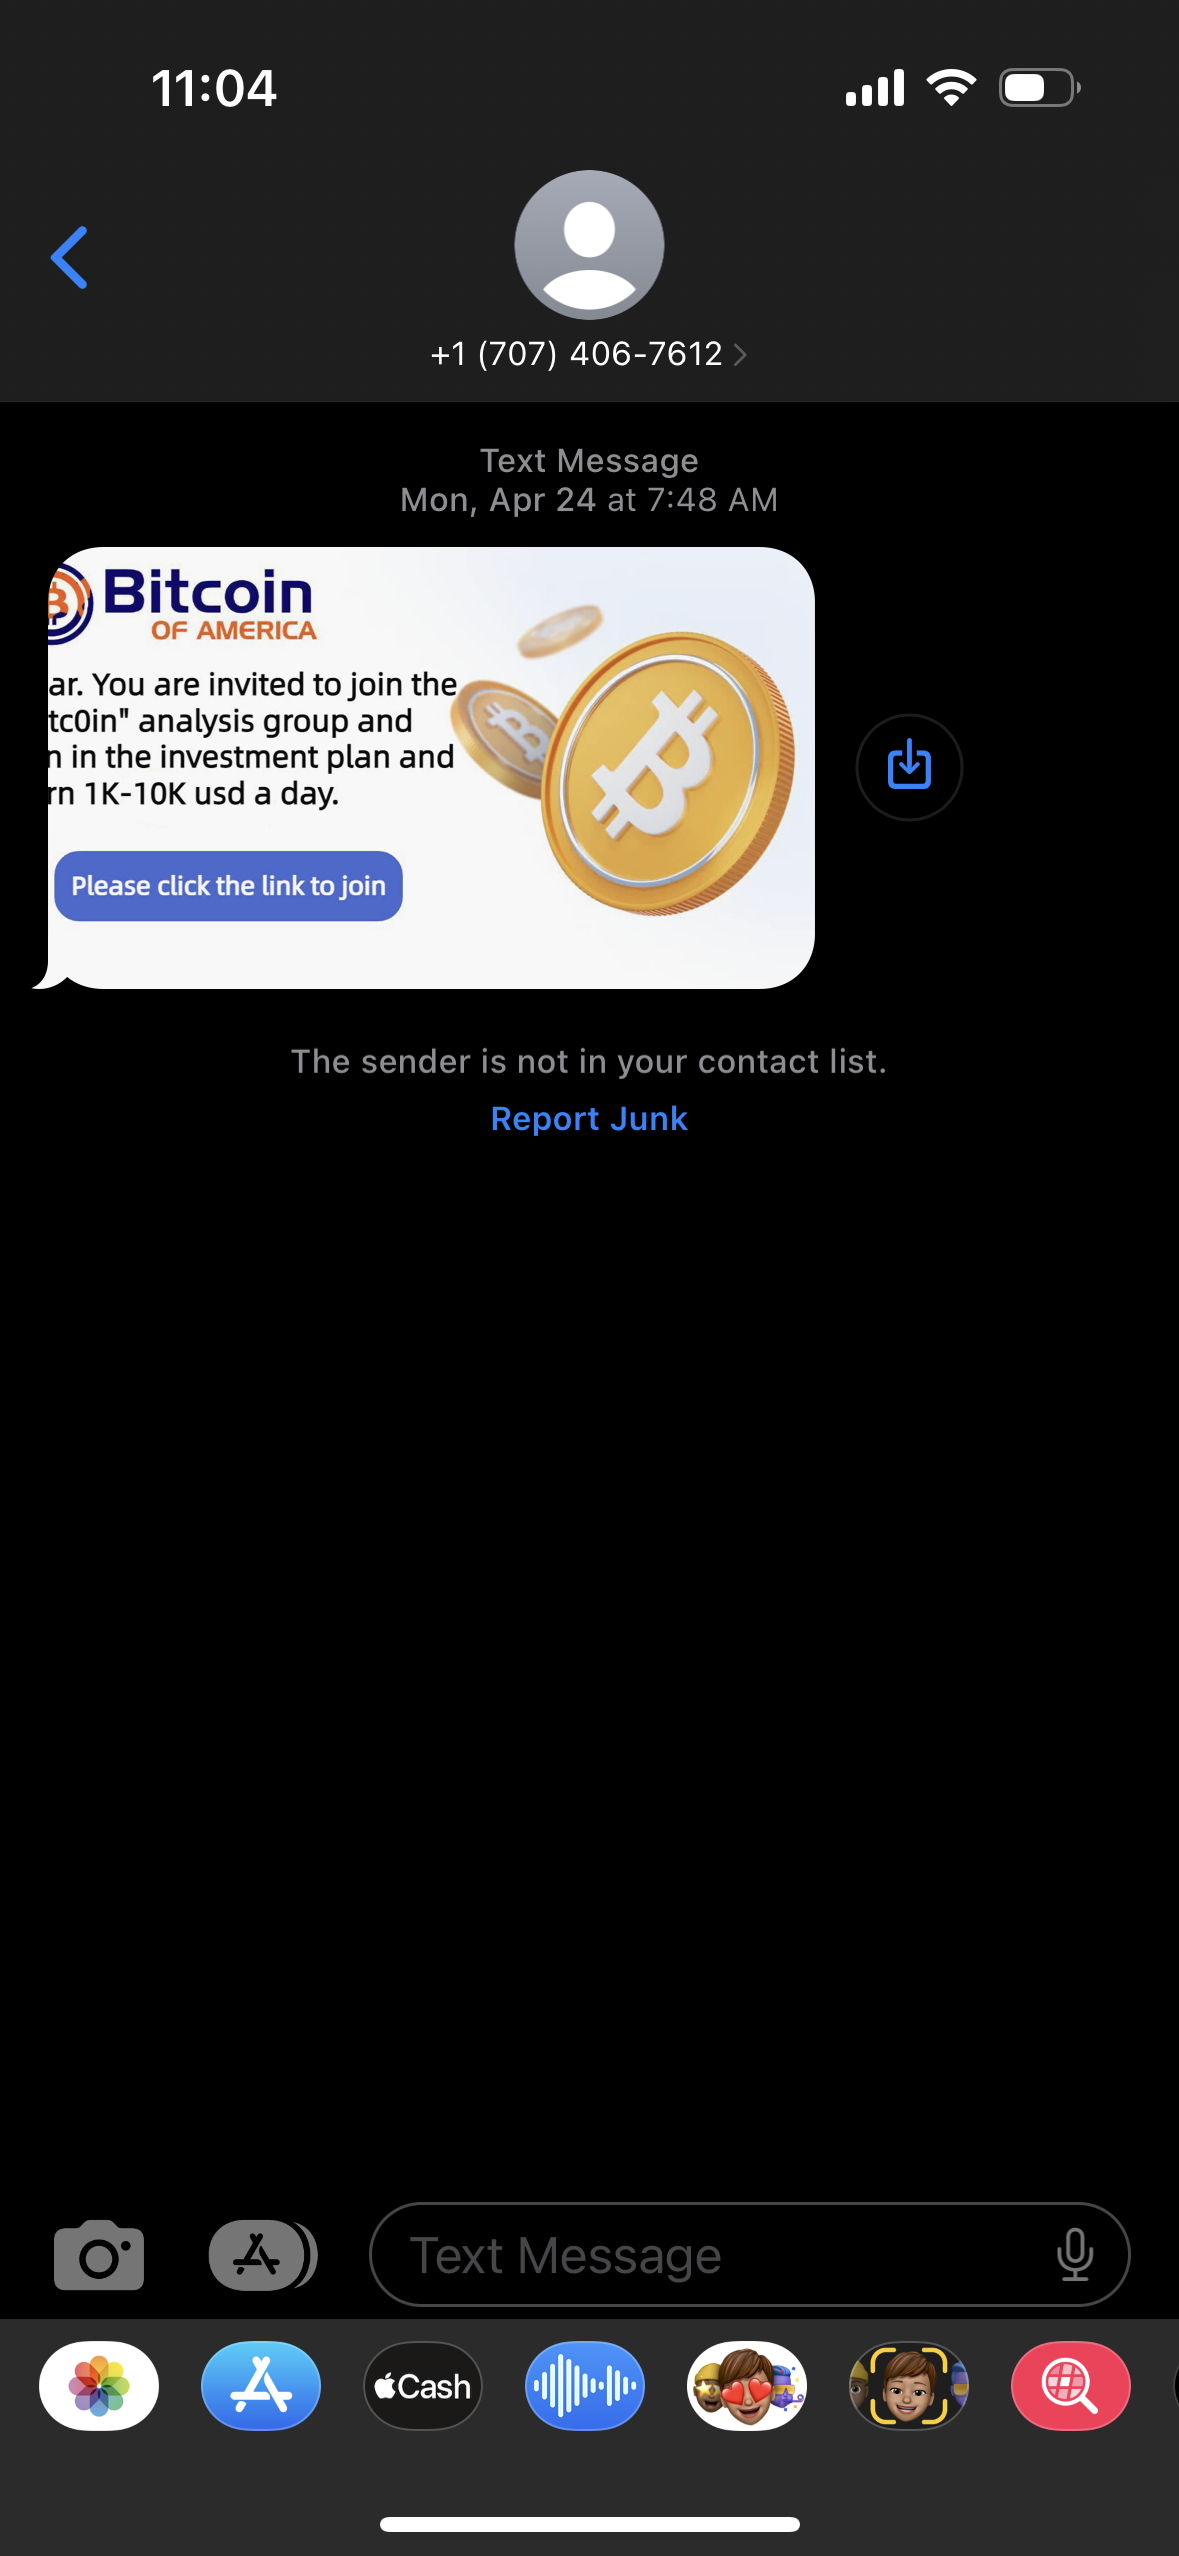 11:04
+1 (707) 406-7612
Text Message
Mon, Apr 24 at 7:48 AM
Bitcoin
OF AMERICA
ar. You are invited to join the
tc0in" analysis group and
n in the investment plan and
rn 1K-10K usd a day.
Please click the link to join
The sender is not in your contact list.
Report Junk
Text Message
Cash